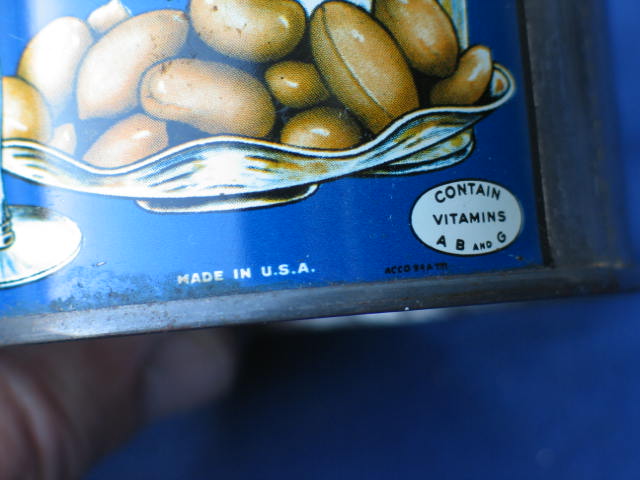 CONTAIN
VITAMINS
A B AND G
MADE IN U.S.A.